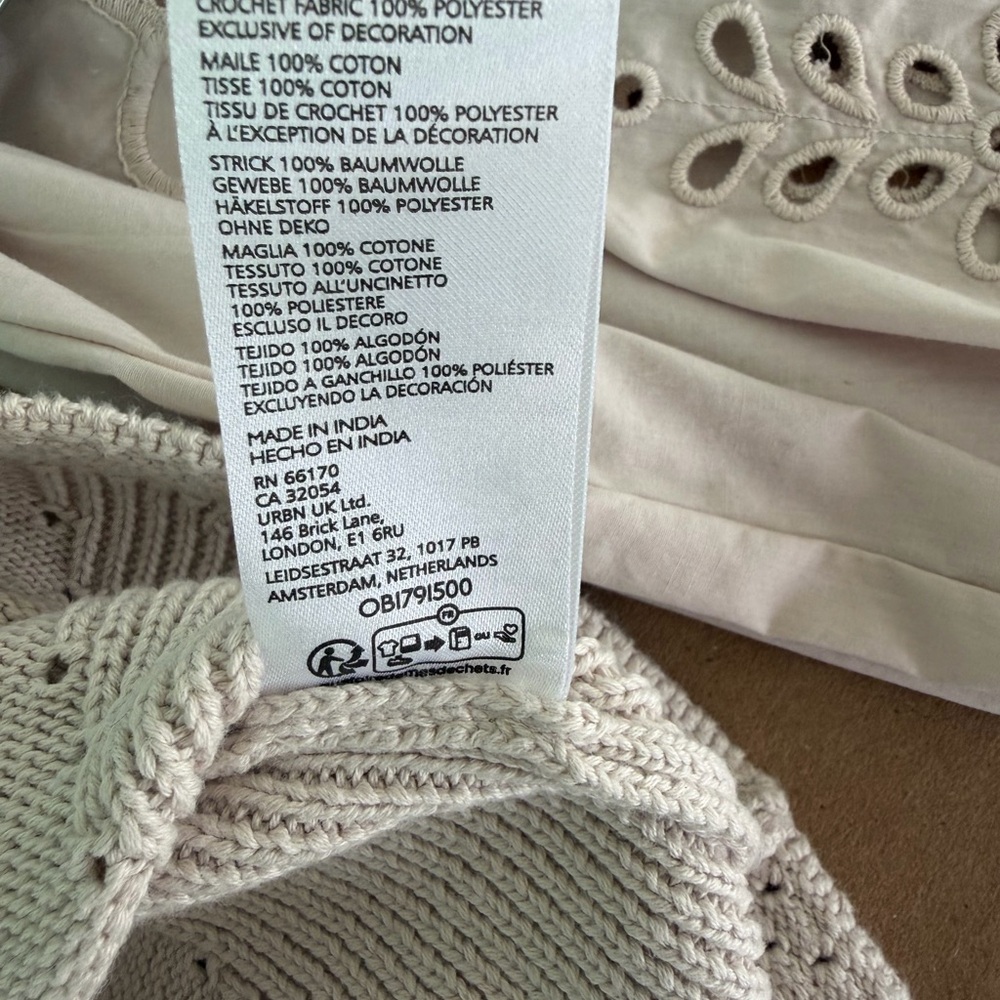 CROCHET FABRIC 100% POLYESTER
EXCLUSIVE OF DECORATION
MAILE 100% COTON
TISSE 100% COTON
TISSU DE CROCHET 100% POLYESTER
À L'EXCEPTION DE LA DÉCORATION
STRICK 100% BAUMWOLLE
GEWEBE 100% BAUMWOLLE
HÄKELSTOFF 100% POLYESTER
OHNE DEKO
MAGLIA 100% COTONE
TESSUTO 100% COTONE
TESSUTO ALL'UNCINETTO
100% POLIESTERE
ESCLUSO IL DECORO
TEJIDO 100% ALGODÓN
TEJIDO 100% ALGODÓN
TEJIDO A GANCHILLO 100% POLIÉSTER
EXCLUYENDO LA DECORACIÓN
MADE IN INDIA
HECHO EN INDIA
RN 66170
CA 32054
URBN UK Ltd.
146 Brick Lane,
LONDON, E1 6RU
LEIDSESTRAAT 32, 1017 PB
AMSTERDAM, NETHERLANDS
OB1791500
FR
ou